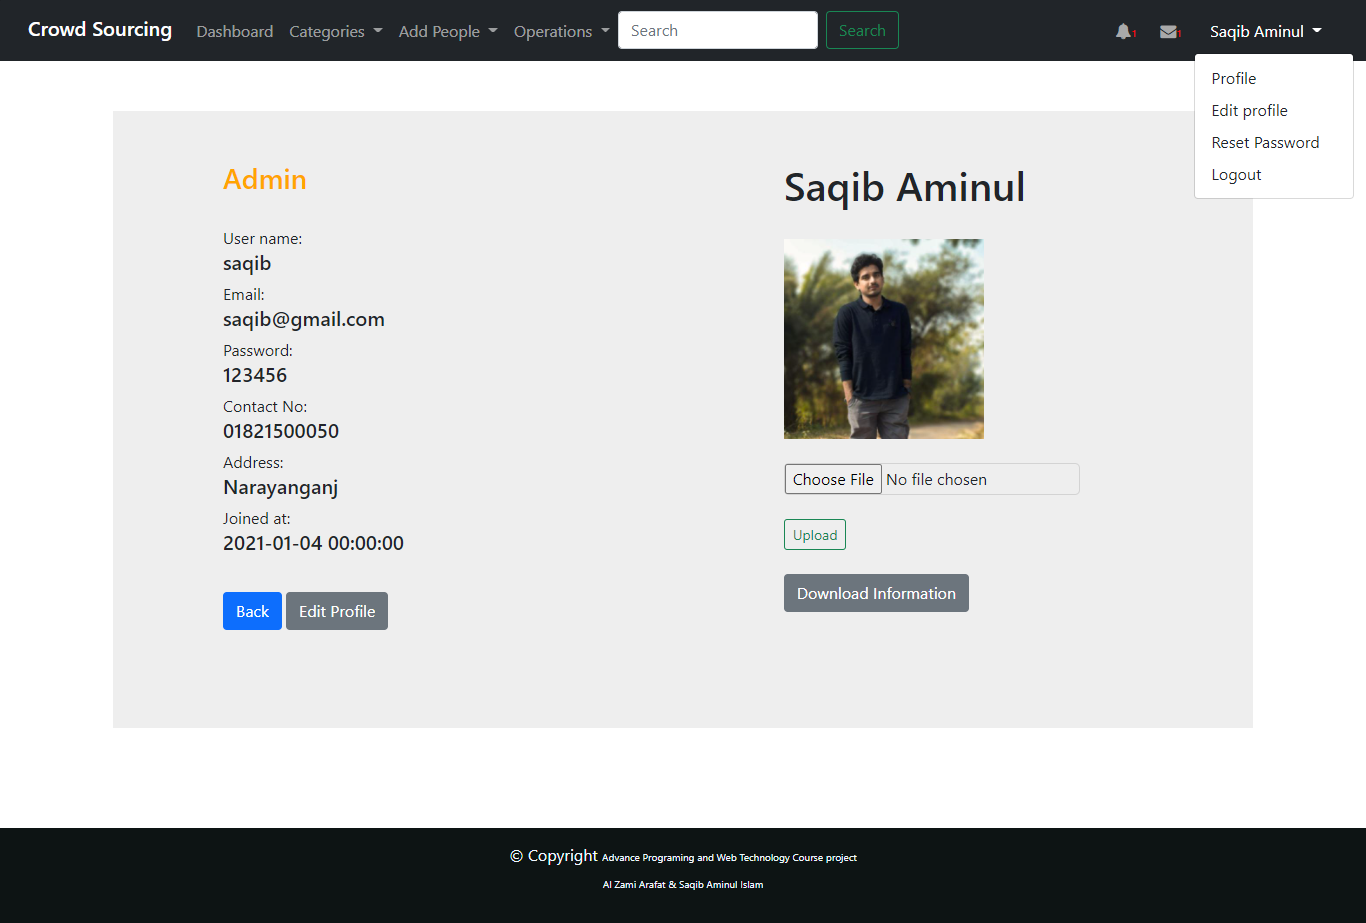 Crowd Sourcing Dashboard Categories Add People Operations Search Search 1 1 Saqib Aminul
Profile
Edit profile
Reset Password
Logout
Admin
User name:
saqib
Email:
saqib@gmail.com
Password:
123456
Contact No:
01821500050
Address:
Narayanganj
Joined at:
2021-01-04 00:00:00
Back Edit Profile
Saqib Aminul
Choose File No file chosen
Upload
Download Information
© Copyright Advance Programing and Web Technology Course project
Al Zami Arafat & Saqib Aminul Islam